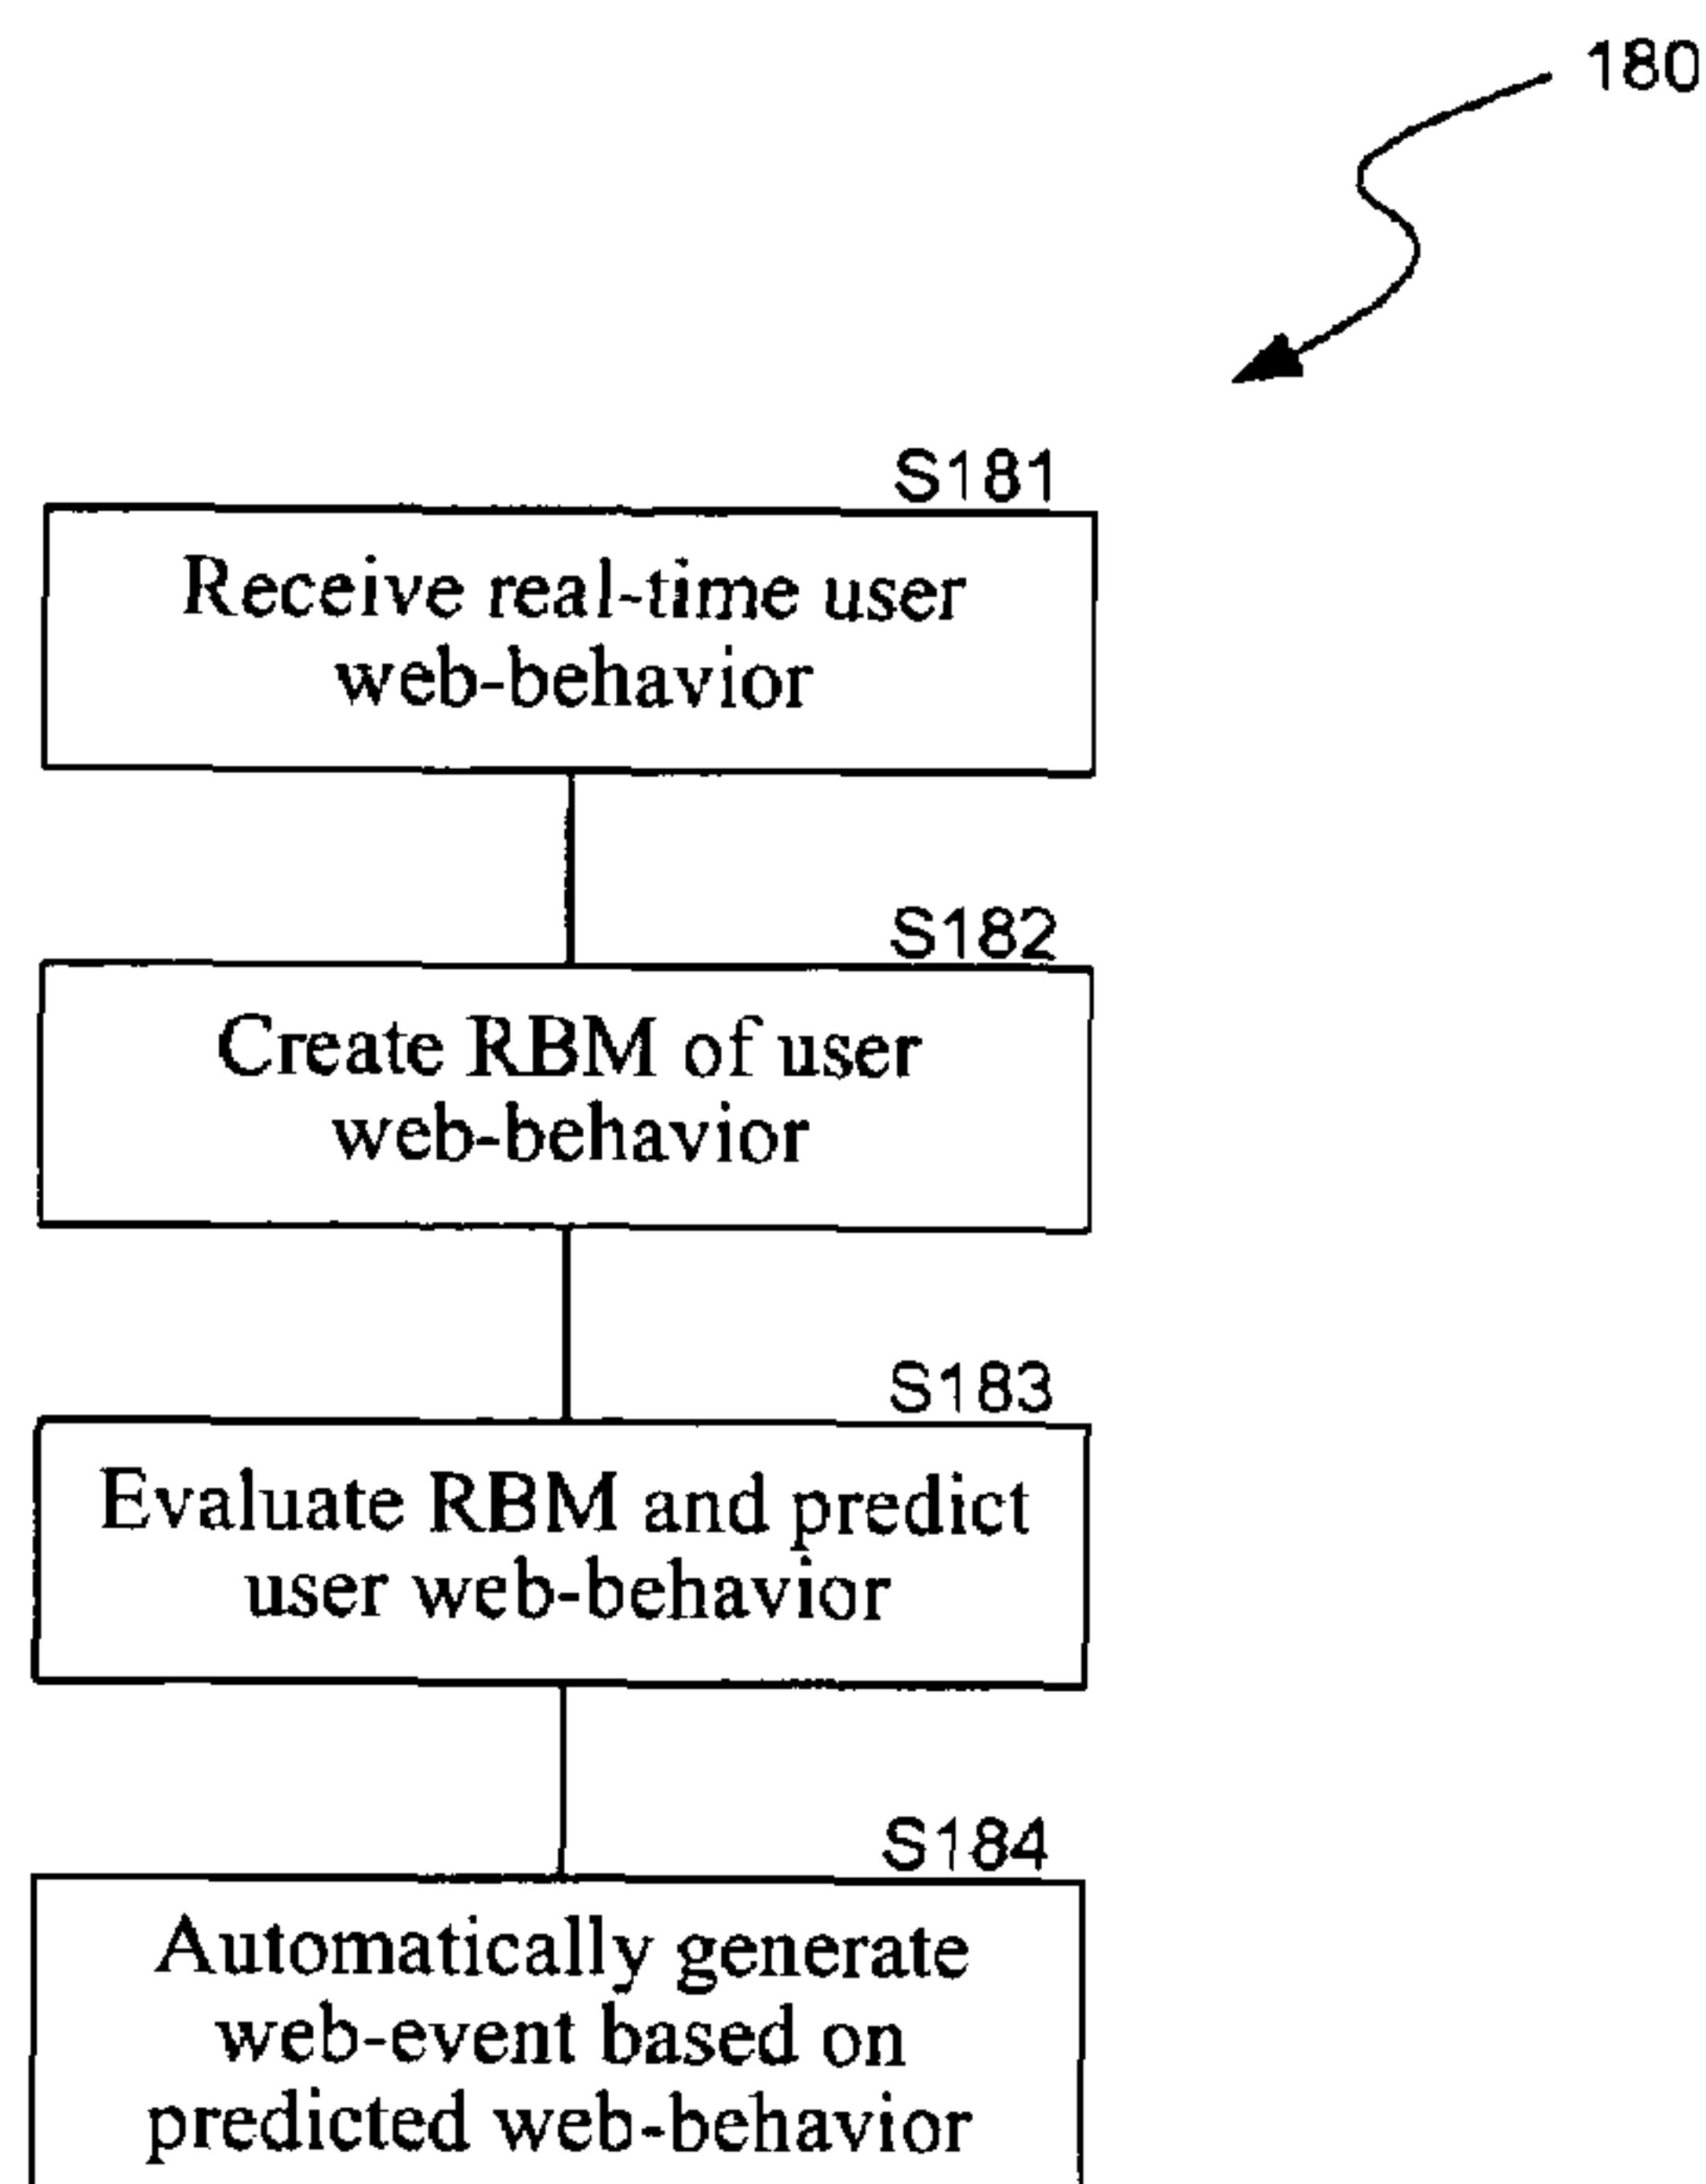 180
S181
Receive real-time user
web-behavior
S182
Create RBM of user
web-behavior
S183
Evaluate RBM and predict
user web-behavior
S184
Automatically generate
web-event based on
predicted web-behavior